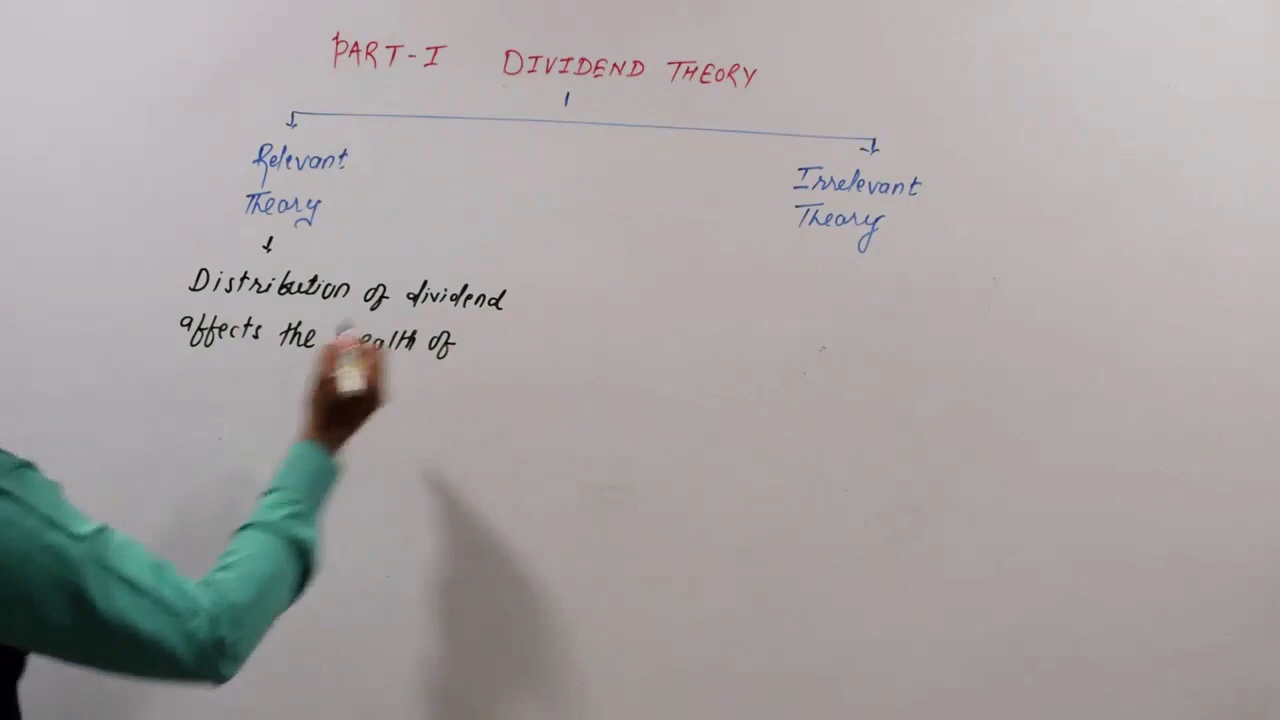 PART-I DIVIDEND THEORY
Relevant
Theory
Irrelevant
Theory
Distribution of dividend
affects the of